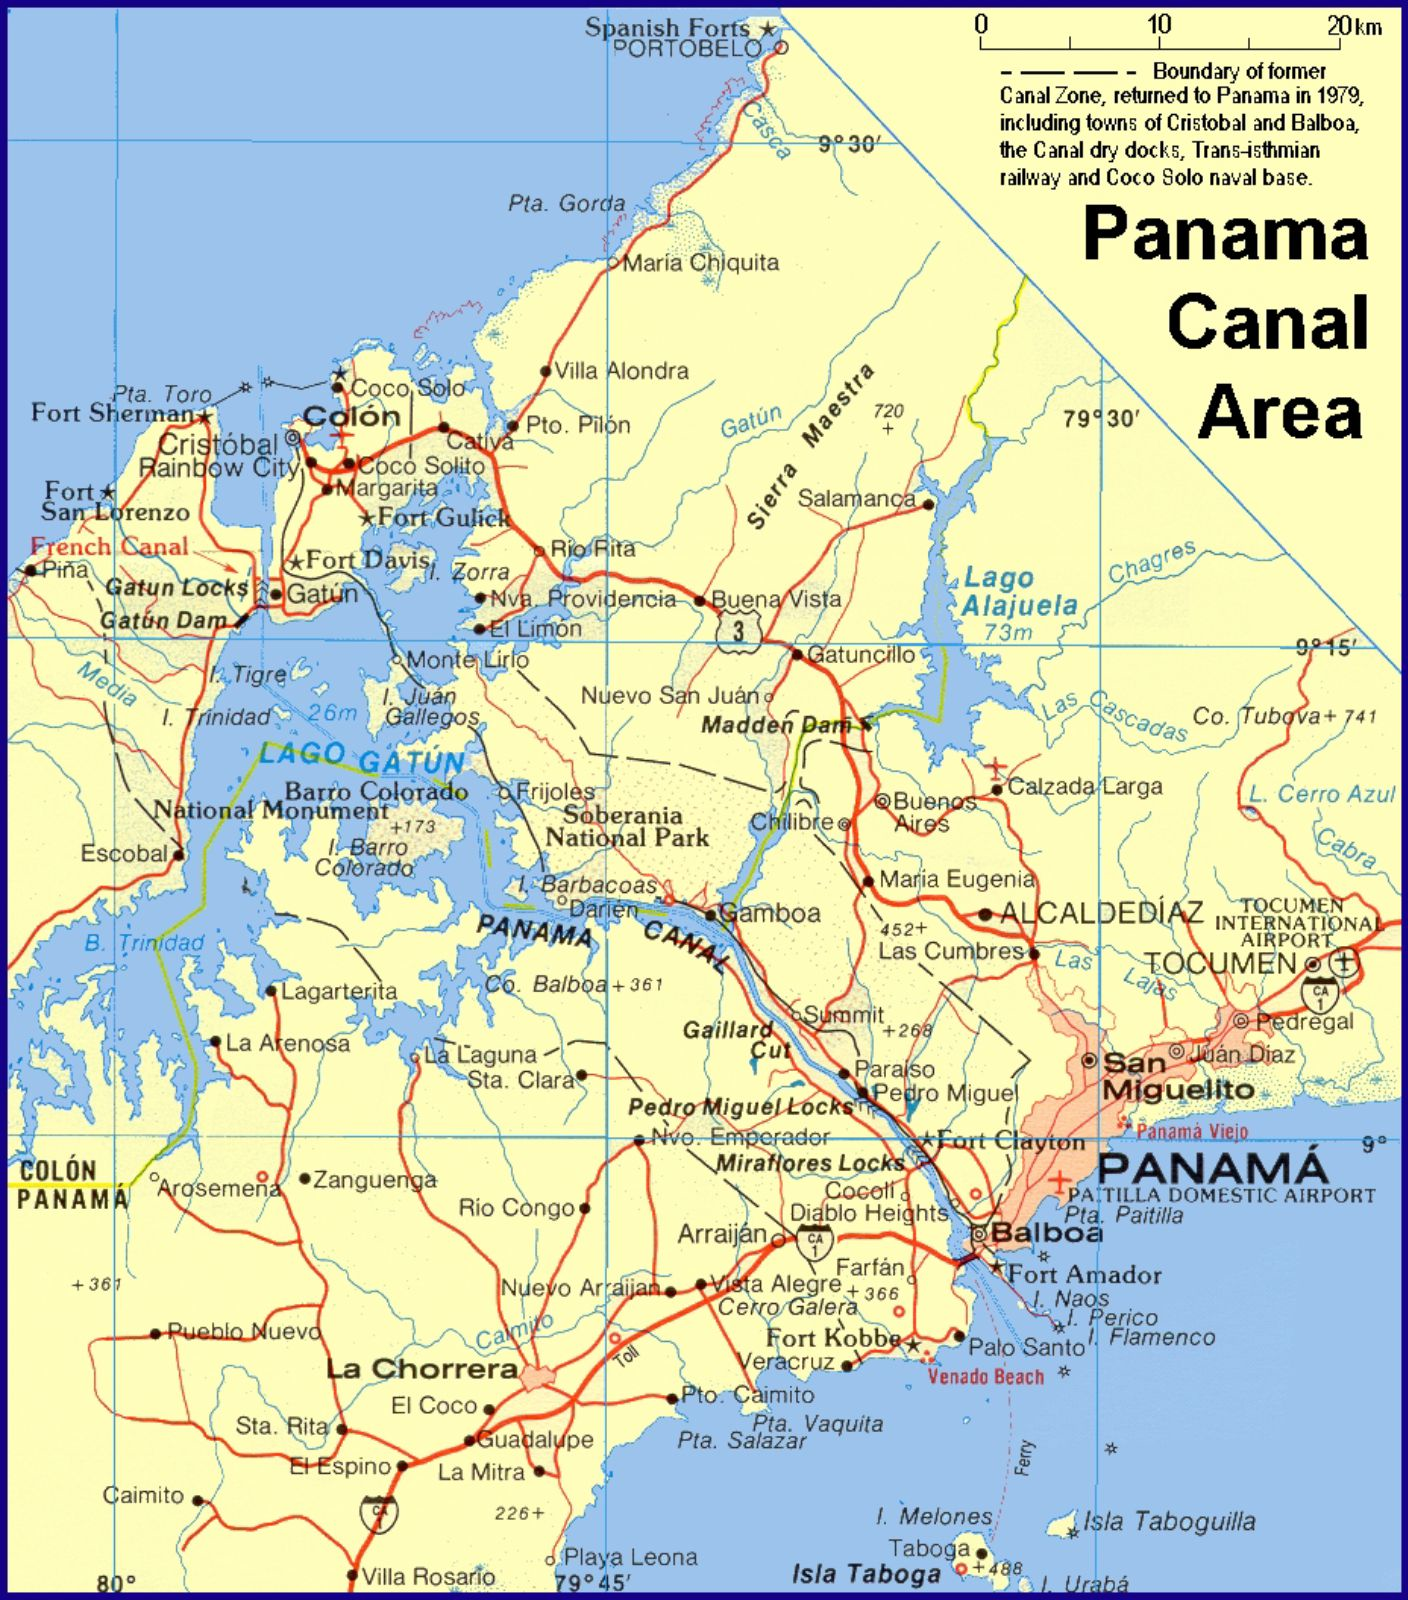 Spanish Forts
PORTOBELO
0 10 20 km
Boundary of former
Canal Zone, returned to Panama in 1979,
including towns of Cristobal and Balboa,
the Canal dry docks, Trans-isthmian
railway and Coco Solo naval base.
Panama
Canal
Area
Casca
9°30′
Pta. Gorda
María Chiquita
Villa Alondra
Pta. Toro
Coco Solo
Fort Sherman
Colón
Cristóbal
Cativá
Pto. Pilón
Gatún
Sierra Maestra
720
79°30′
Rainbow City
Coco Solito
Margarita
Fort
San Lorenzo
Fort Gulick
Salamanca
French Canal
Fort Davis
Río Rita
Piña
I. Zorra
Chagres
Gatun Locks
Gatún
Nva. Providencia
Buena Vista
Lago
Alajuela
73m
Gatún Dam
El Limón
3
Gatuncillo
9°15′
Media
I. Tigre
Monte Lirio
I. Trinidad
26m
I. Juán
Gallegos
Nuevo San Juán
Madden Dam
Las Cascadas
Co. Tubova+ 741
LAGO GATÚN
Barro Colorado
National Monument
Frijoles
Soberania
National Park
Calzada Larga
Buenos
Aires
L. Cerro Azul
+173
I. Barro
Colorado
Chilibre
Cabra
Escobal
I. Barbacoas
Darién
María Eugenia
Gamboa
ALCALDEDÍAZ
TOCUMEN
INTERNATIONAL
AIRPORT
PANAMA CANAL
452+
Las Cumbres
B. Trinidad
Las Lajas
TOCUMEN
CA
1
Lagarterita
Co. Balboa+361
Summit
+268
Pedregal
La Arenosa
La Laguna
Gaillard
Cut
Sta. Clara
Paraíso
Pedro Miguel
San
Miguelito
Juán Diaz
Pedro Miguel Locks
Panamá Viejo
Nvo. Emperador
Fort Clayton
9°
COLÓN
PANAMÁ
Miraflores Locks
PANAMÁ
Arosemena
Zanguenga
Cocoli
PAITILLA DOMESTIC AIRPORT
Río Congo
Diablo Heights
Pta. Paitilla
Arraiján
CA
1
Balboa
+361
Nuevo Arraijan
Vista Alegre
Farfán
+366
Fort Amador
Cerro Galera
I. Naos
I. Perico
I. Flamenco
Pueblo Nuevo
Caimito
Toll
Fort Kobbe
Palo Santo
La Chorrera
Veracruz
Venado Beach
El Coco
Pto. Caimito
Pta. Vaquita
Sta. Rita
Guadalupe
Pta. Salazar
El Espino
La Mitra
Ferry
Caimito
CA
1
226+
I. Melones
Isla Taboguilla
Taboga
Playa Leona
Isla Taboga
+488
I. Urabá
Villa Rosario
80°
79°45′